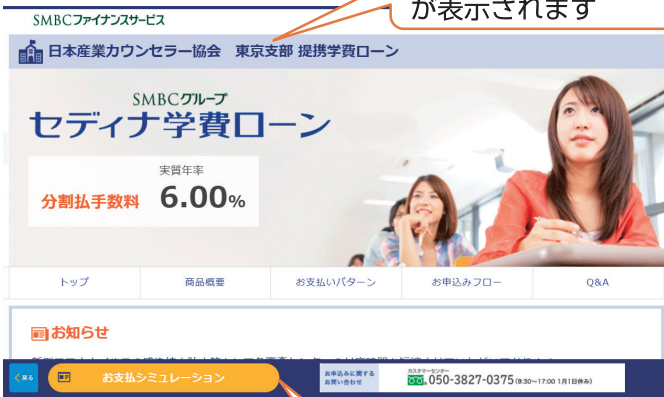 が表示されます
SMBCファイナンスサービス
日本産業カウンセラー協会 東京支部 提携学費ローン
SMBCグループ
セディナ学費ローン
実質年率
分割払手数料 6.00%
トップ 商品概要 お支払いパターン お申込みフロー Q&A
お知らせ
戻る お支払シミュレーション
お申込みに関する
お問い合わせ
カスタマーセンター
050-3827-0375 (9:30~17:00 1月1日休み)